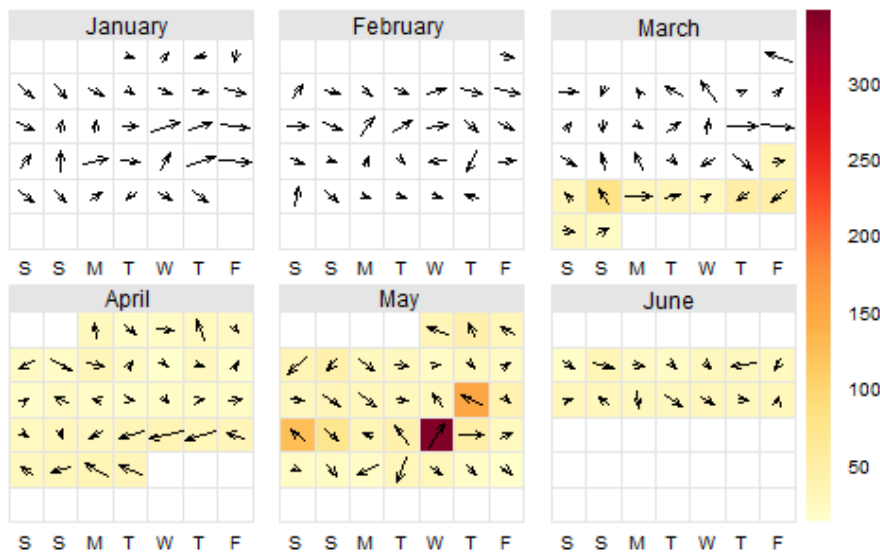 January February March
S S M T W T F S S M T W T F S S M T W T F
April May June
S S M T W T F S S M T W T F S S M T W T F
300
250
200
150
100
50